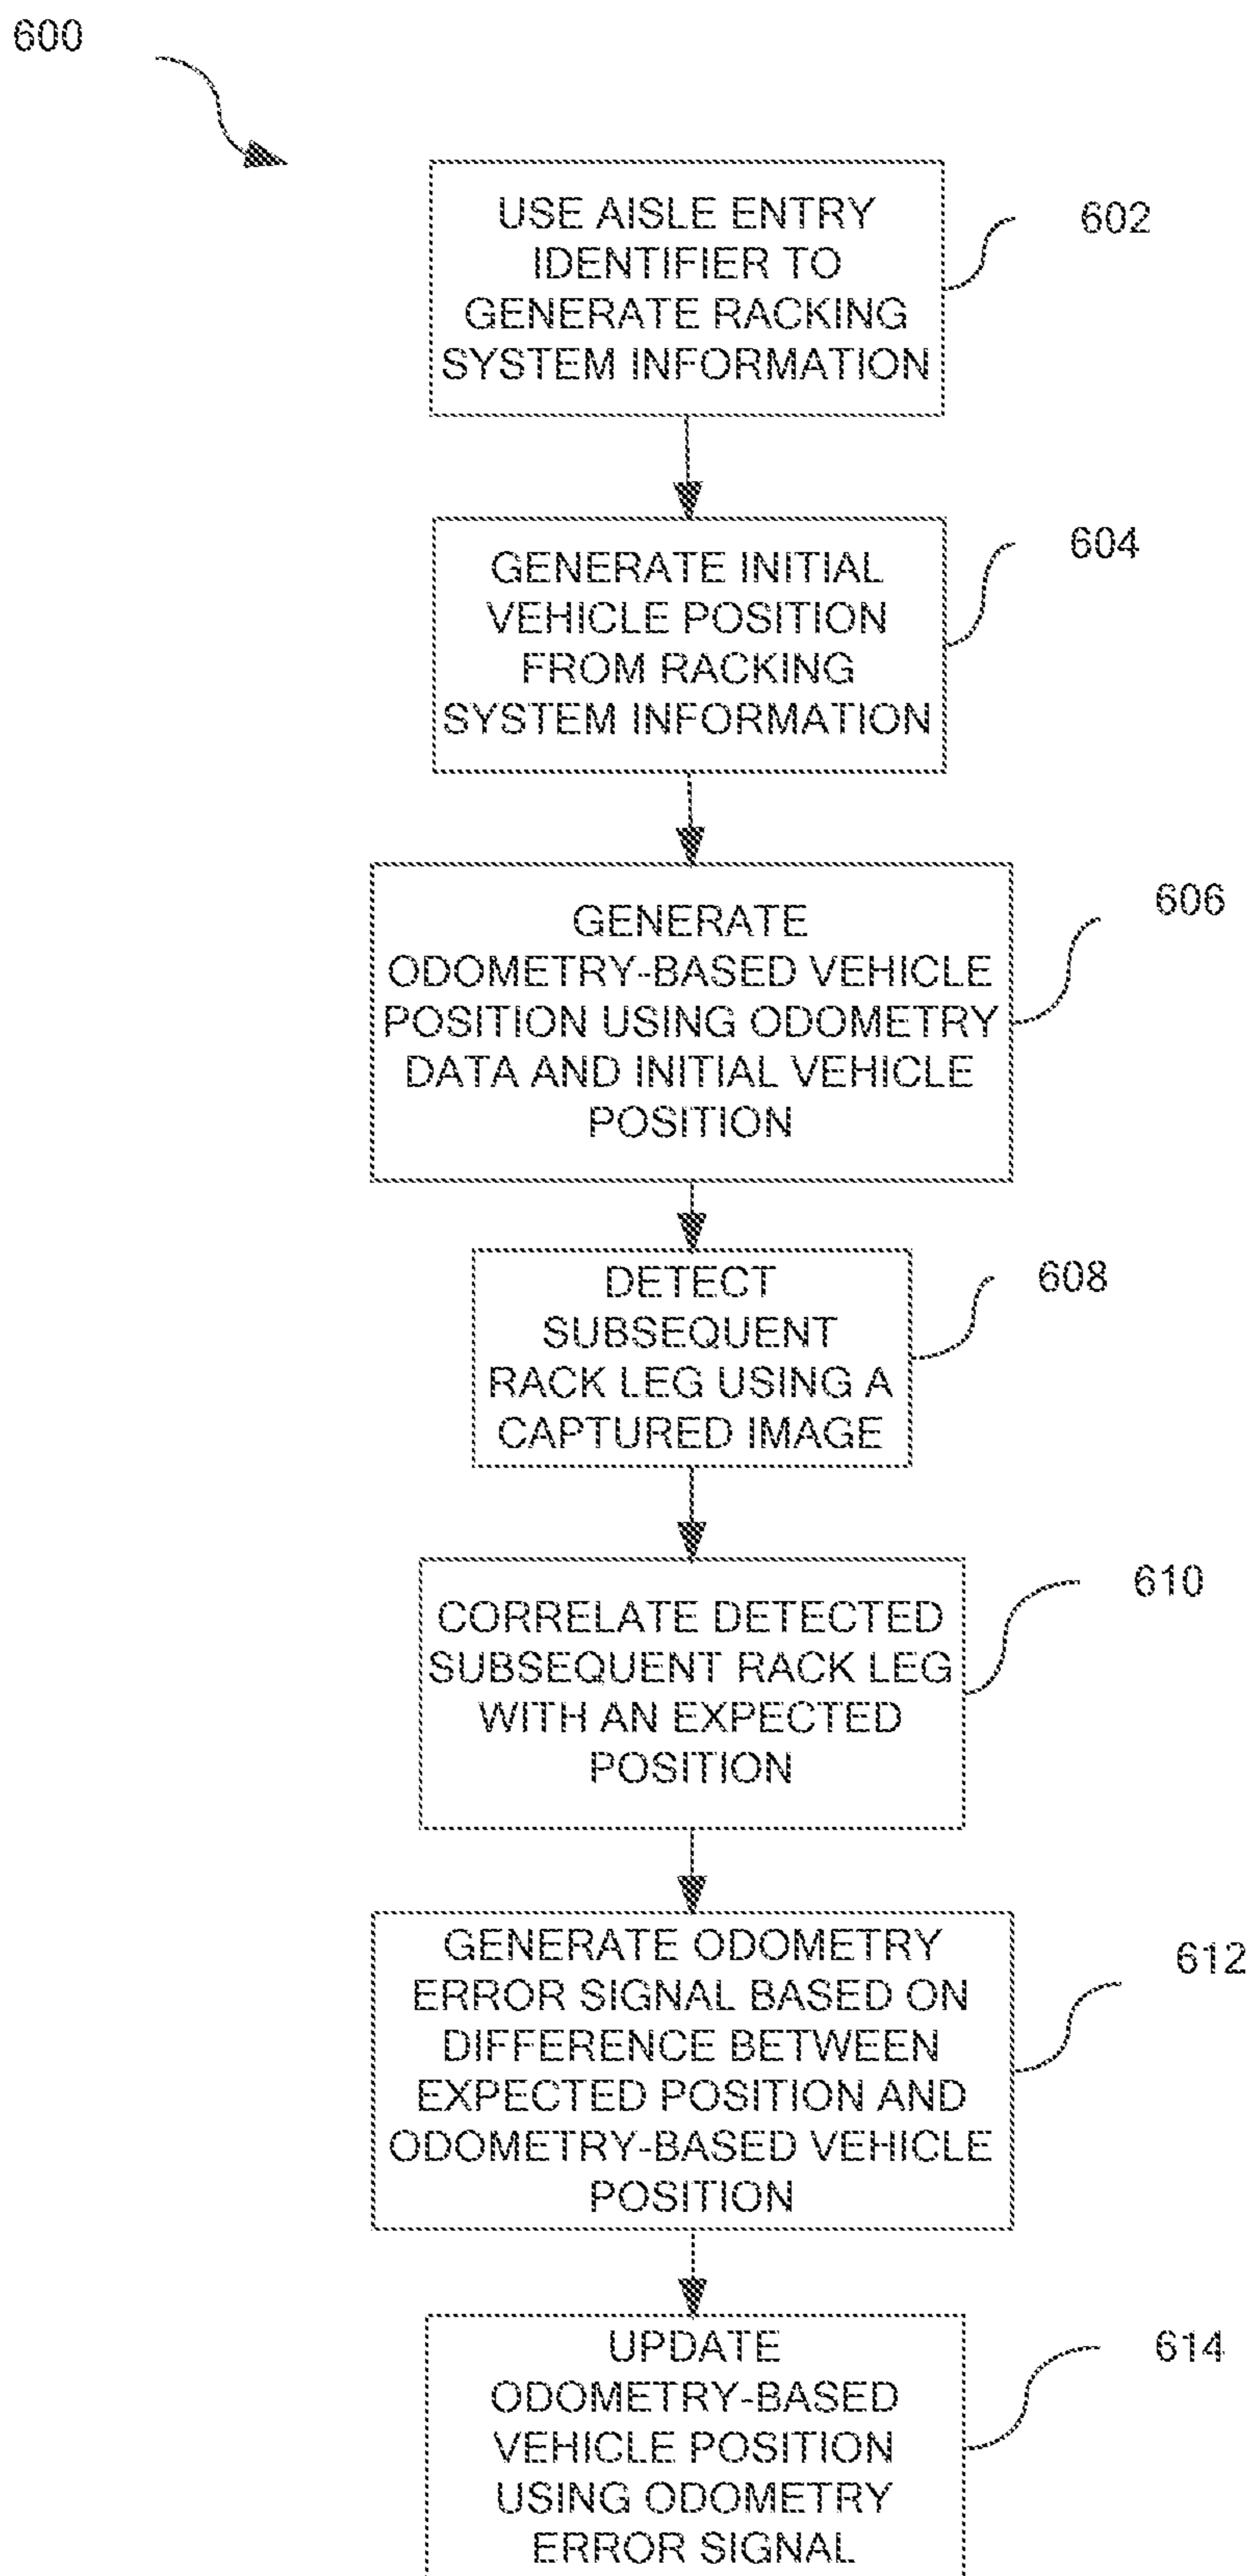 600
USE AISLE ENTRY
IDENTIFIER TO
GENERATE RACKING
SYSTEM INFORMATION
602
GENERATE INITIAL
VEHICLE POSITION
FROM RACKING
SYSTEM INFORMATION
604
GENERATE
ODOMETRY-BASED VEHICLE
POSITION USING ODOMETRY
DATA AND INITIAL VEHICLE
POSITION
606
DETECT
SUBSEQUENT
RACK LEG USING A
CAPTURED IMAGE
608
CORRELATE DETECTED
SUBSEQUENT RACK LEG
WITH AN EXPECTED
POSITION
610
GENERATE ODOMETRY
ERROR SIGNAL BASED ON
DIFFERENCE BETWEEN
EXPECTED POSITION AND
ODOMETRY-BASED VEHICLE
POSITION
612
UPDATE
ODOMETRY-BASED
VEHICLE POSITION
USING ODOMETRY
ERROR SIGNAL
614